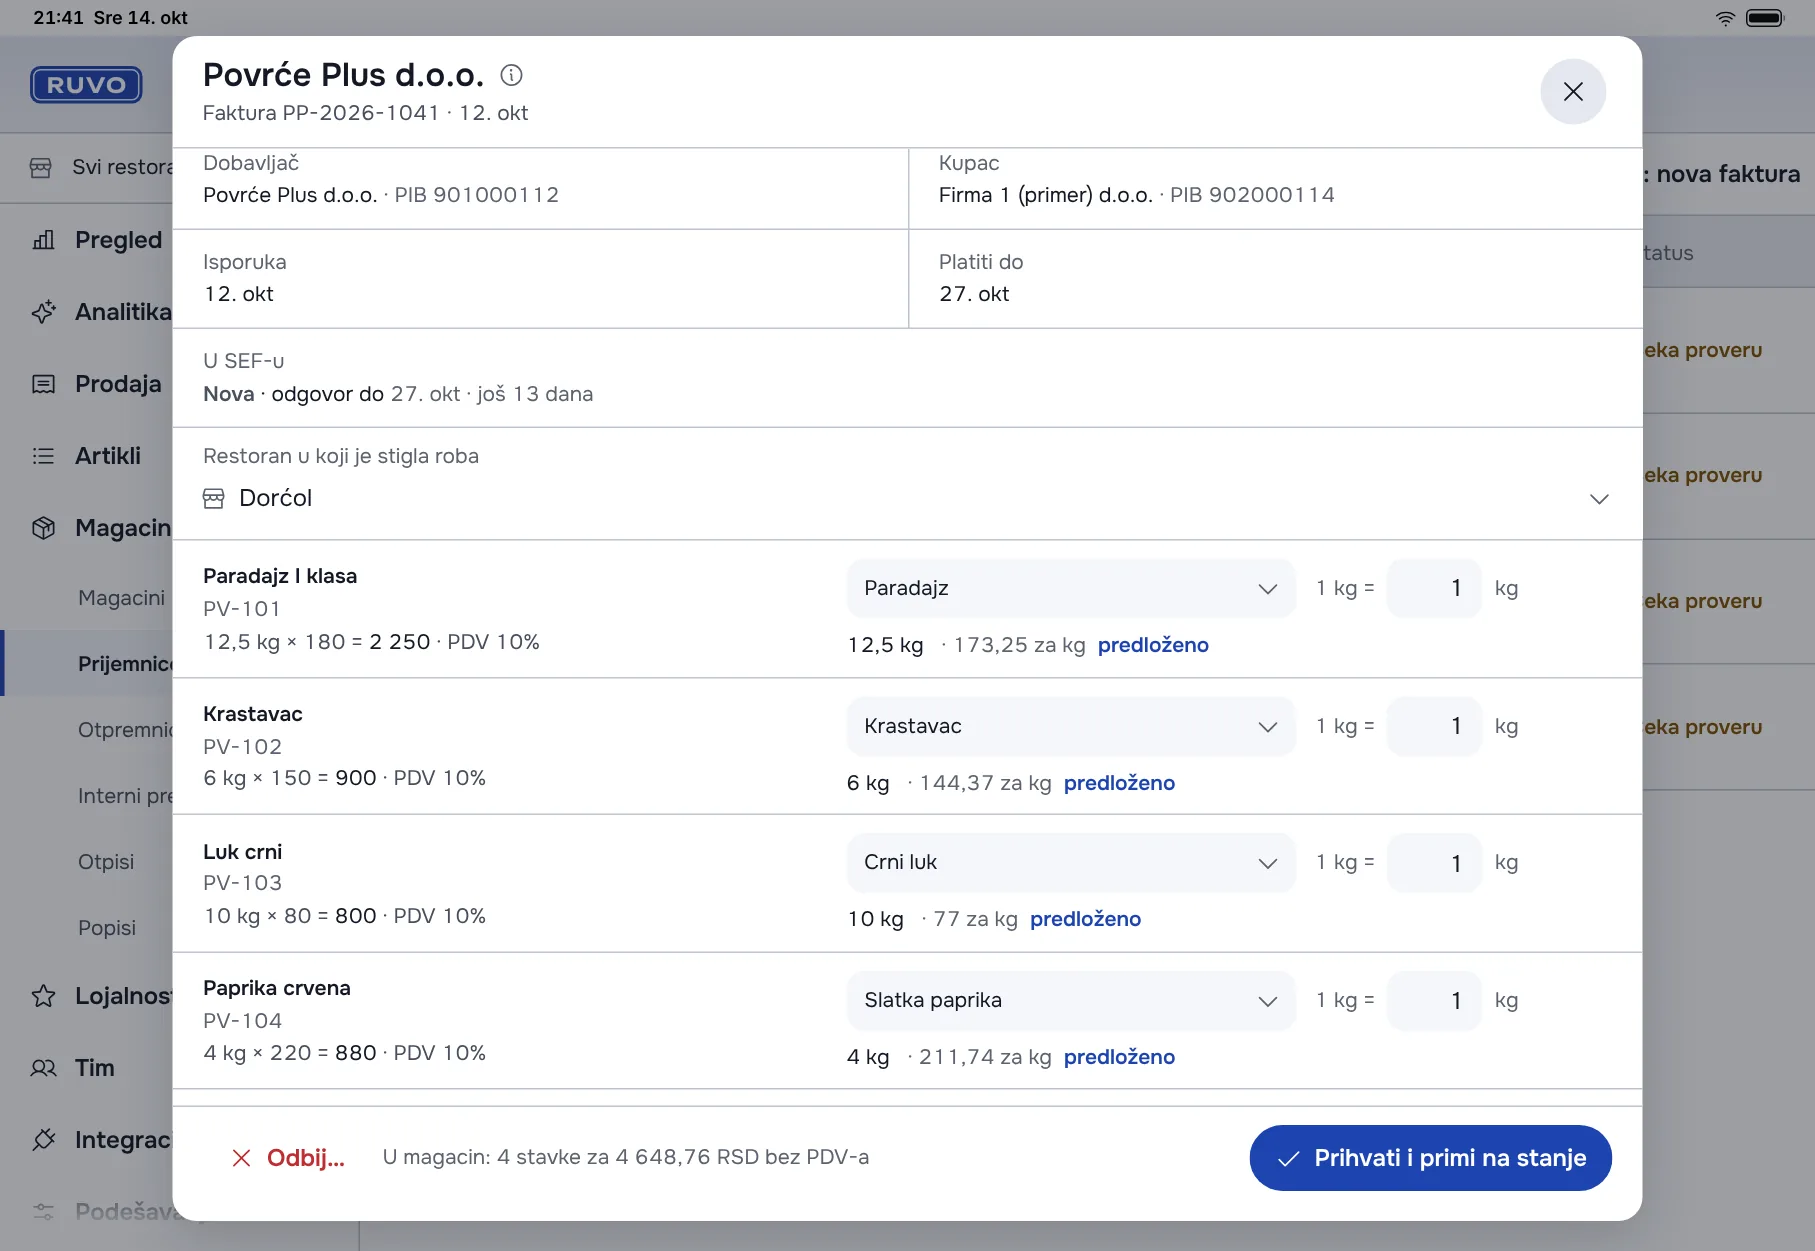 21:41 Sre 14. okt
RUVO
Svi restora
Pregled
Analitika
Prodaja
Artikli
Magacin
Magacini
Prijemnic
Otpremnic
Interni pre
Otpisi
Popisi
Lojalnost
Tim
Integraci
Podešava
: nova faktura
tatus
eka proveru
eka proveru
eka proveru
eka proveru
Povrće Plus d.o.o.
Faktura PP-2026-1041 · 12. okt
Dobavljač
Povrće Plus d.o.o. · PIB 901000112
Kupac
Firma 1 (primer) d.o.o. · PIB 902000114
Isporuka
12. okt
Platiti do
27. okt
U SEF-u
Nova · odgovor do 27. okt · još 13 dana
Restoran u koji je stigla roba
Dorćol
Paradajz I klasa
PV-101
12,5 kg × 180 = 2 250 · PDV 10%
Paradajz 1 kg = 1 kg
12,5 kg · 173,25 za kg predloženo
Krastavac
PV-102
6 kg × 150 = 900 · PDV 10%
Krastavac 1 kg = 1 kg
6 kg · 144,37 za kg predloženo
Luk crni
PV-103
10 kg × 80 = 800 · PDV 10%
Crni luk 1 kg = 1 kg
10 kg · 77 za kg predloženo
Paprika crvena
PV-104
4 kg × 220 = 880 · PDV 10%
Slatka paprika 1 kg = 1 kg
4 kg · 211,74 za kg predloženo
Odbij... U magacin: 4 stavke za 4 648,76 RSD bez PDV-a Prihvati i primi na stanje